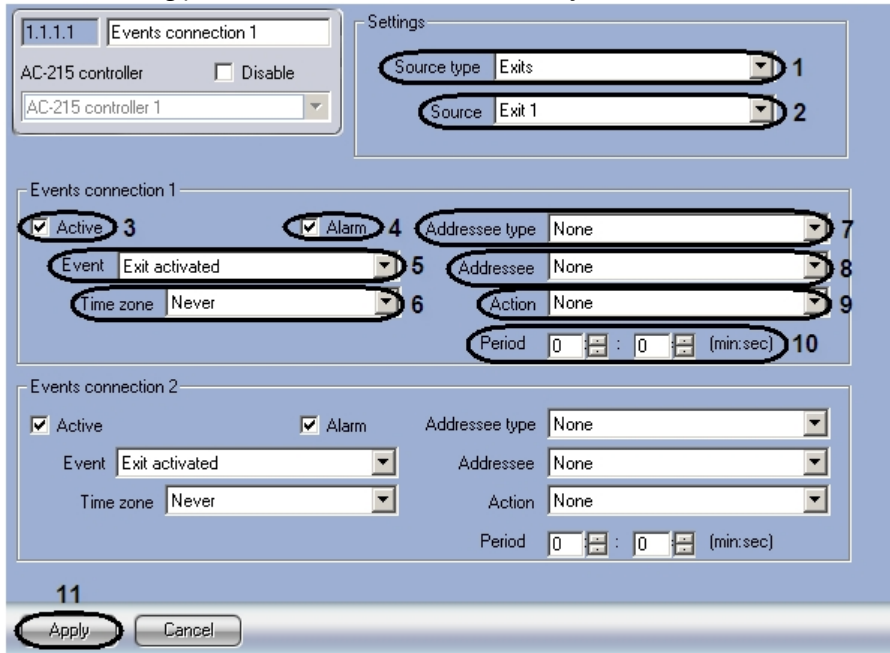 1.1.1.1 Events connection 1
AC-215 controller Disable
AC-215 controller 1
Settings
Source type Exits 1
Source Exit 1 2
Events connection 1
Active 3 Alarm 4 Addressee type None 7
Event Exit activated 5 Addressee None 8
Time zone Never 6 Action None 9
Period 0 : 0 (min:sec) 10
Events connection 2
Active Alarm Addressee type None
Event Exit activated Addressee None
Time zone Never Action None
Period 0 : 0 (min:sec)
11
Apply Cancel